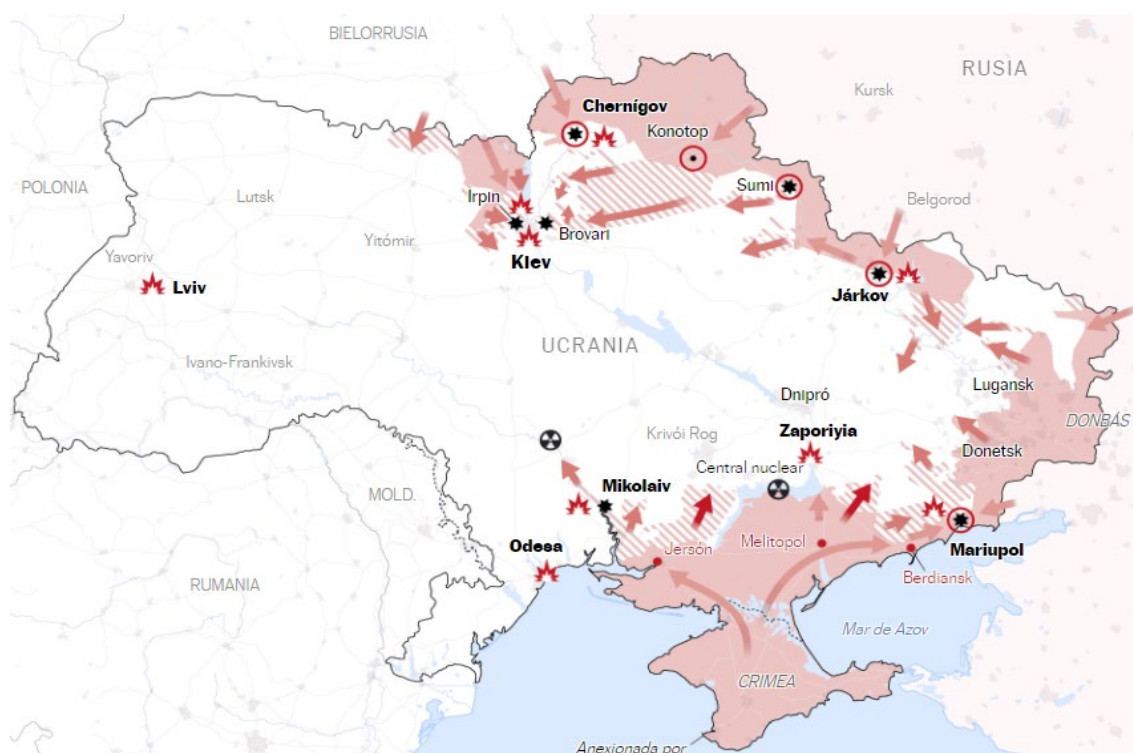 BIELORRUSIA
RUSIA
Kursk
Chernígov
Konotop
POLONIA
Lutsk
Irpin
Sumi
Belgorod
Yitómir
Brovari
Yavoriv
Kiev
Lviv
Járkov
UCRANIA
Ivano-Frankivsk
Dnipró
Lugansk
DONBÁS
Krivói Rog
Zaporiyia
Donetsk
Central nuclear
MOLD.
Mikolaiv
Odesa
Jersón
Melitopol
Mariupol
RUMANIA
Berdiansk
Mar de Azov
CRIMEA
Anexionada por